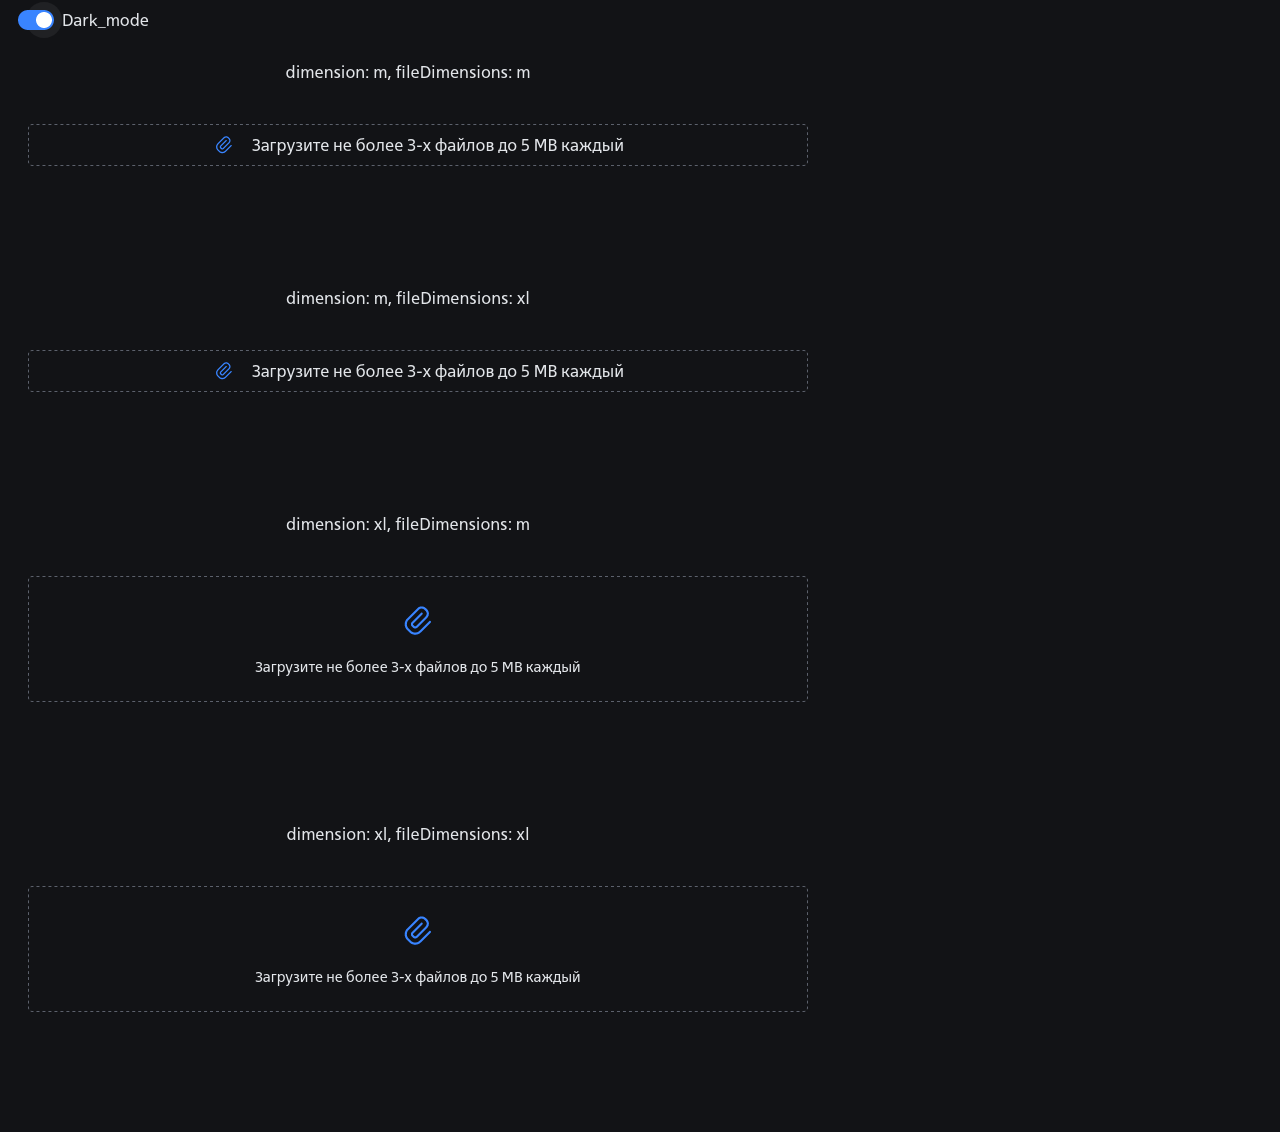 Dark_mode
dimension: m, fileDimensions: m
Загрузите не более 3-х файлов до 5 MB каждый
dimension: m, fileDimensions: xl
Загрузите не более 3-х файлов до 5 MB каждый
dimension: xl, fileDimensions: m
Загрузите не более 3-х файлов до 5 MB каждый
dimension: xl, fileDimensions: xl
Загрузите не более 3-х файлов до 5 MB каждый